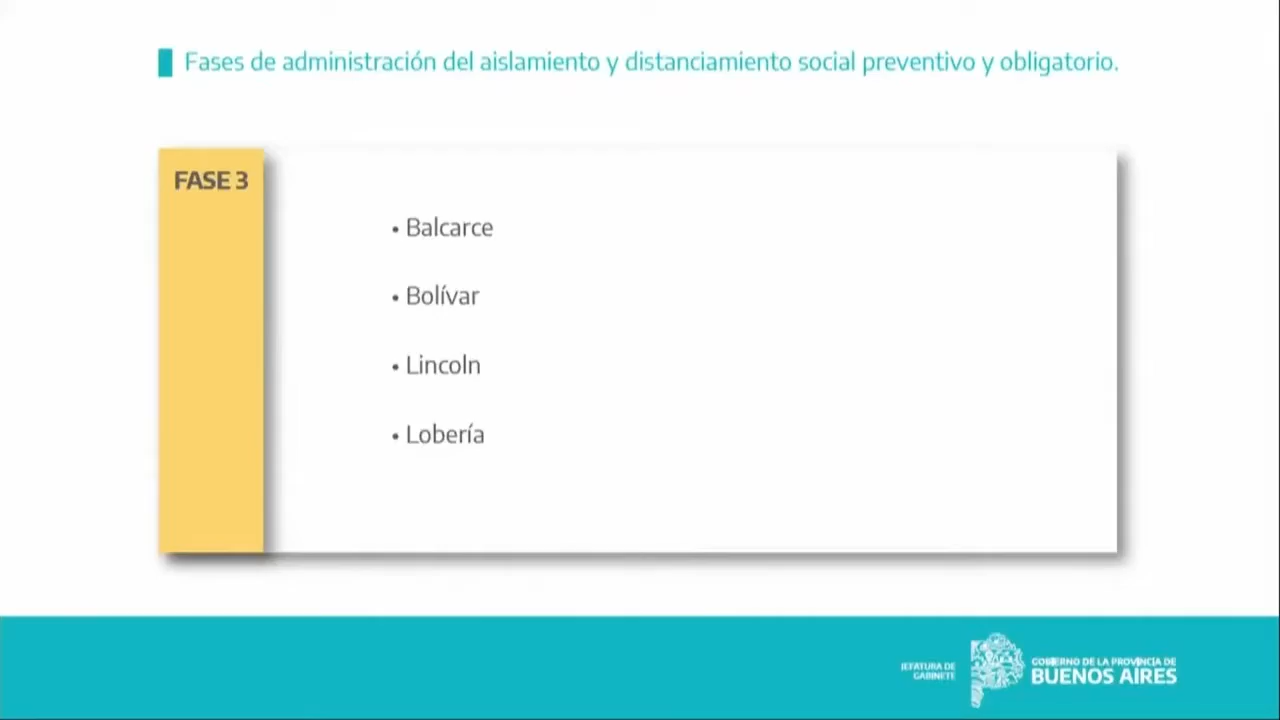 Fases de administración del aislamiento y distanciamiento social preventivo y obligatorio.
FASE 3
• Balcarce
• Bolívar
• Lincoln
• Lobería
JEFATURA DE
GABINETE
GOBIERNO DE LA PROVINCIA DE
BUENOS AIRES